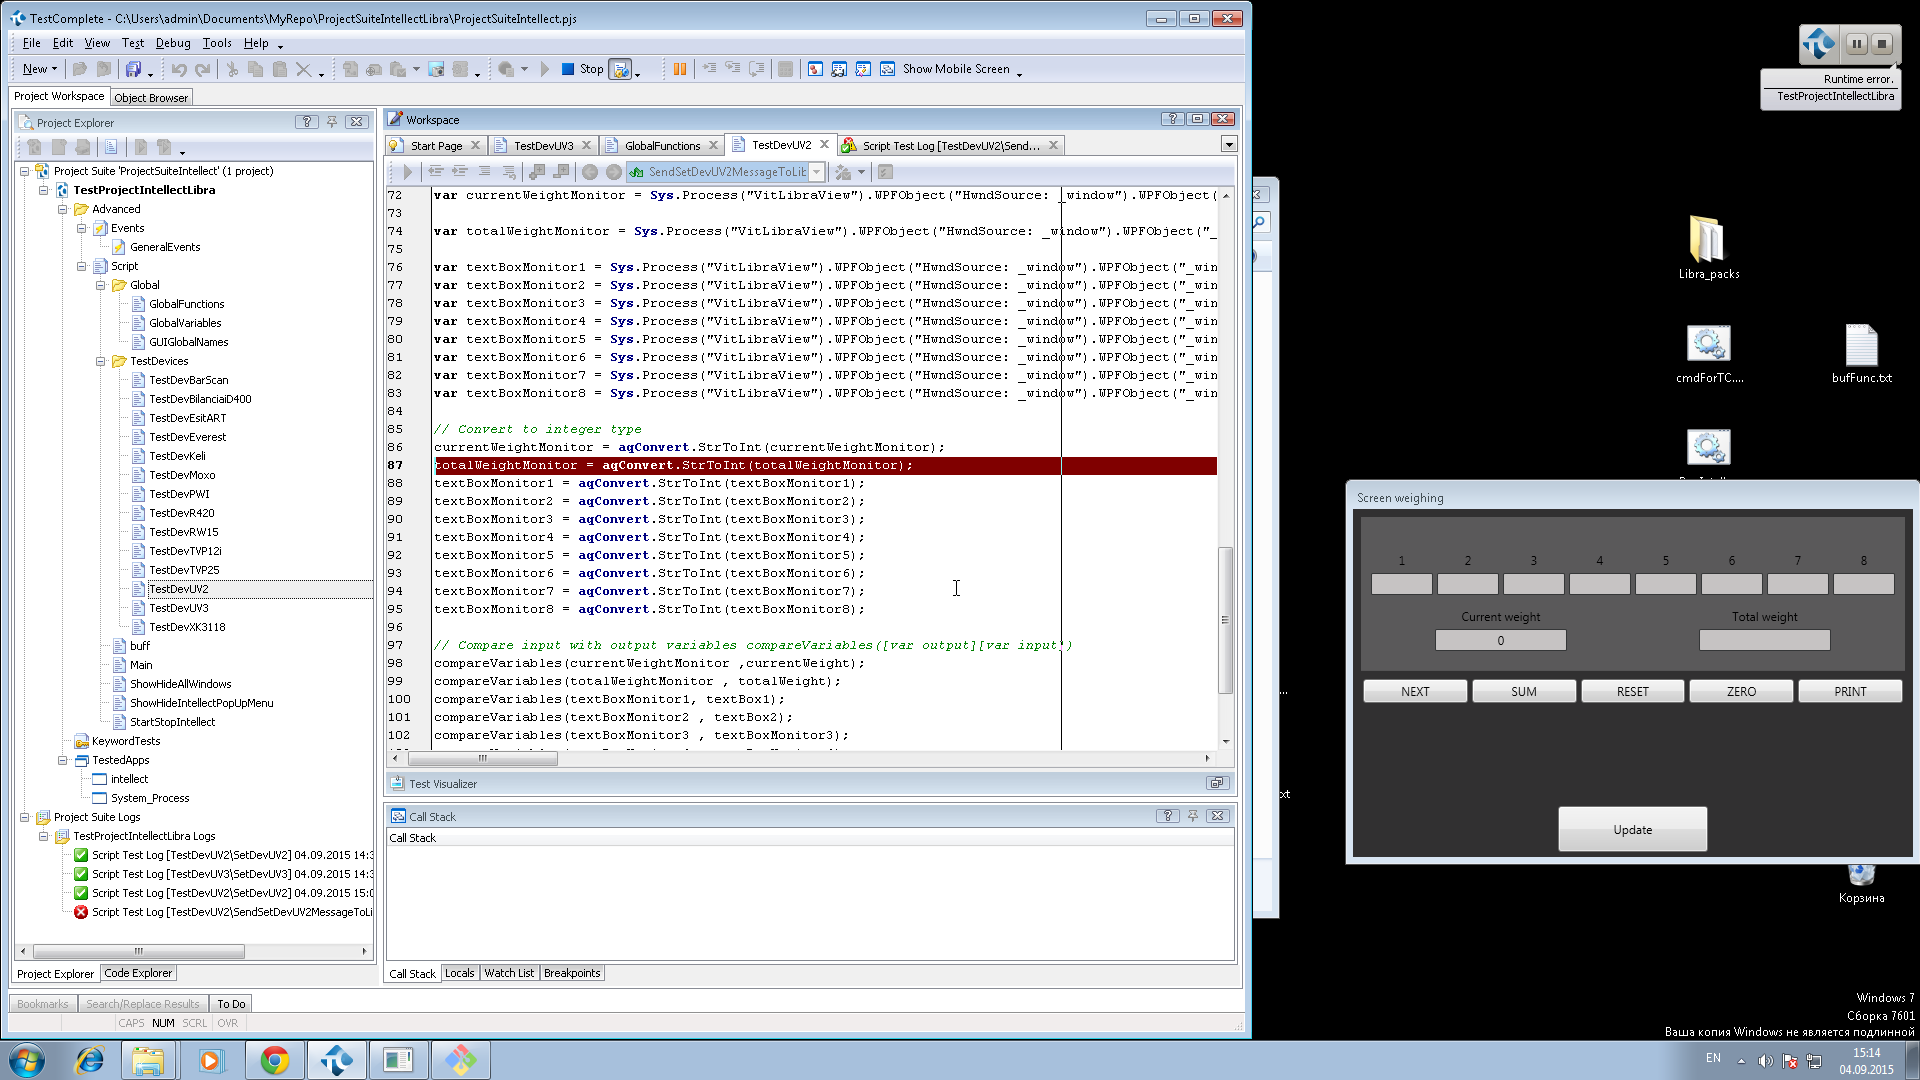 TestComplete - C:\Users\admin\Documents\MyRepo\ProjectSuiteIntellectLibra\ProjectSuiteIntellect.pjs
File Edit View Test Debug Tools Help
New Stop Show Mobile Screen
Project Workspace Object Browser
Project Explorer
Project Suite 'ProjectSuiteIntellect' (1 project)
TestProjectIntellectLibra
Advanced
Events
GeneralEvents
Script
Global
GlobalFunctions
GlobalVariables
GUIGlobalNames
TestDevices
TestDevBarScan
TestDevBilanciaiD400
TestDevEsitART
TestDevEverest
TestDevKeli
TestDevMoxo
TestDevPWI
TestDevR420
TestDevRW15
TestDevTVP12i
TestDevTVP25
TestDevUV2
TestDevUV3
TestDevXK3118
buff
Main
ShowHideAllWindows
ShowHideIntellectPopUpMenu
StartStopIntellect
KeywordTests
TestedApps
intellect
System_Process
Project Suite Logs
TestProjectIntellectLibra Logs
Script Test Log [TestDevUV2\SetDevUV2] 04.09.2015 14:3
Script Test Log [TestDevUV3\SetDevUV3] 04.09.2015 14:3
Script Test Log [TestDevUV2\SetDevUV2] 04.09.2015 15:0
Script Test Log [TestDevUV2\SendSetDevUV2MessageToLi
Project Explorer Code Explorer
Bookmarks Search/Replace Results To Do
CAPS NUM SCRL OVR
Workspace
Start Page TestDevUV3 GlobalFunctions TestDevUV2 Script Test Log [TestDevUV2\Send...
SendSetDevUV2MessageToLib
72 var currentWeightMonitor = Sys.Process("VitLibraView").WPFObject("HwndSource: _window").WPFObject(
73
74 var totalWeightMonitor = Sys.Process("VitLibraView").WPFObject("HwndSource: _window").WPFObject("_
75
76 var textBoxMonitor1 = Sys.Process("VitLibraView").WPFObject("HwndSource: _window").WPFObject("_win
77 var textBoxMonitor2 = Sys.Process("VitLibraView").WPFObject("HwndSource: _window").WPFObject("_win
78 var textBoxMonitor3 = Sys.Process("VitLibraView").WPFObject("HwndSource: _window").WPFObject("_win
79 var textBoxMonitor4 = Sys.Process("VitLibraView").WPFObject("HwndSource: _window").WPFObject("_win
80 var textBoxMonitor5 = Sys.Process("VitLibraView").WPFObject("HwndSource: _window").WPFObject("_win
81 var textBoxMonitor6 = Sys.Process("VitLibraView").WPFObject("HwndSource: _window").WPFObject("_win
82 var textBoxMonitor7 = Sys.Process("VitLibraView").WPFObject("HwndSource: _window").WPFObject("_win
83 var textBoxMonitor8 = Sys.Process("VitLibraView").WPFObject("HwndSource: _window").WPFObject("_win
84
85 // Convert to integer type
86 currentWeightMonitor = aqConvert.StrToInt(currentWeightMonitor);
87 totalWeightMonitor = aqConvert.StrToInt(totalWeightMonitor);
88 textBoxMonitor1 = aqConvert.StrToInt(textBoxMonitor1);
89 textBoxMonitor2 = aqConvert.StrToInt(textBoxMonitor2);
90 textBoxMonitor3 = aqConvert.StrToInt(textBoxMonitor3);
91 textBoxMonitor4 = aqConvert.StrToInt(textBoxMonitor4);
92 textBoxMonitor5 = aqConvert.StrToInt(textBoxMonitor5);
93 textBoxMonitor6 = aqConvert.StrToInt(textBoxMonitor6);
94 textBoxMonitor7 = aqConvert.StrToInt(textBoxMonitor7);
95 textBoxMonitor8 = aqConvert.StrToInt(textBoxMonitor8);
96
97 // Compare input with output variables compareVariables([var output][var input])
98 compareVariables(currentWeightMonitor ,currentWeight);
99 compareVariables(totalWeightMonitor , totalWeight);
100 compareVariables(textBoxMonitor1, textBox1);
101 compareVariables(textBoxMonitor2 , textBox2);
102 compareVariables(textBoxMonitor3 , textBoxMonitor3);
Test Visualizer
Call Stack
Call Stack
Call Stack Locals Watch List Breakpoints
Runtime error.
TestProjectIntellectLibra
Libra_packs
cmdForTC....
bufFunc.txt
Screen weighing
1 2 3 4 5 6 7 8
Current weight Total weight
0
NEXT SUM RESET ZERO PRINT
Update
xt
Корзина
Windows 7
Сборка 7601
Ваша копия Windows не является подлинной
EN
15:14
04.09.2015